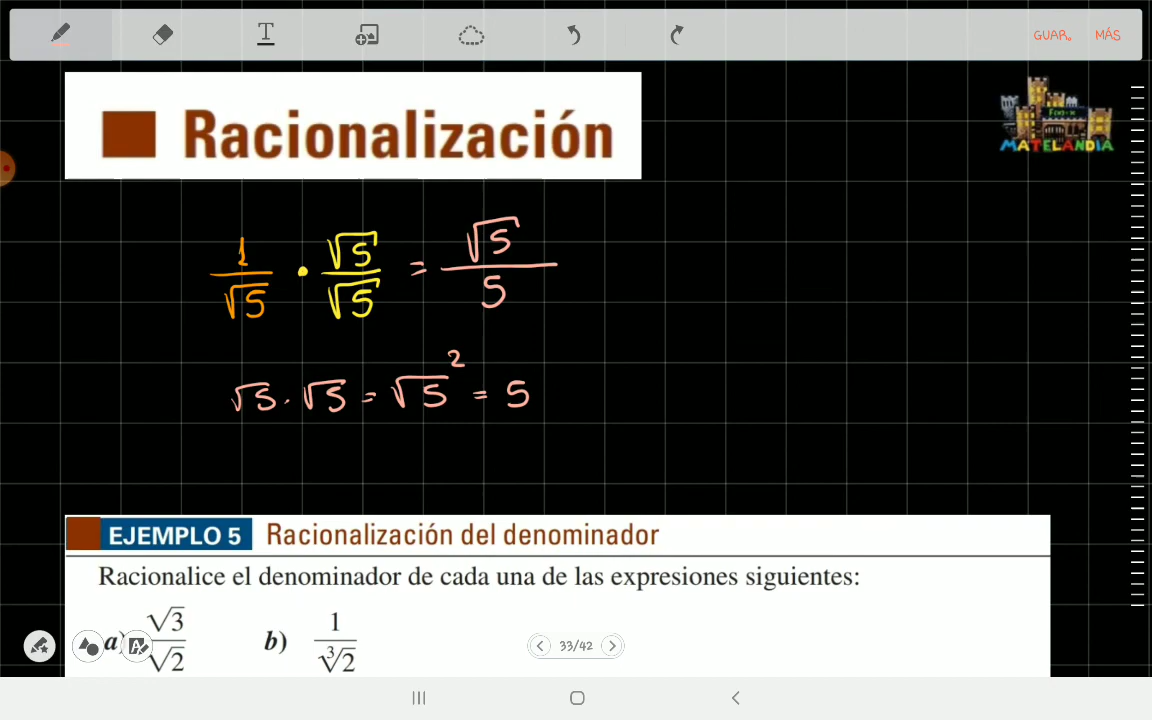 T GUAR. MÁS
Racionalización
MATELANDIA
1/√5 • √5/√5 = √5/5
√5 . √5 = √5² = 5
EJEMPLO 5 Racionalización del denominador
Racionalice el denominador de cada una de las expresiones siguientes:
a) √3/√2 b) 1/∛2
33/42